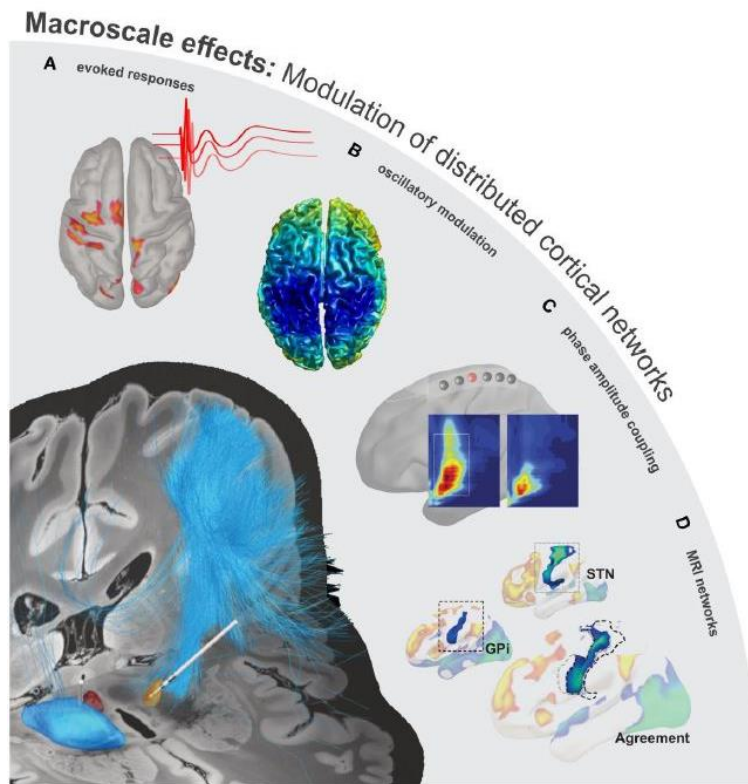 Macroscale effects: Modulation of distributed cortical networks
A
evoked responses
B
oscillatory modulation
C
phase amplitude coupling
D
MRI networks
STN
GPi
Agreement